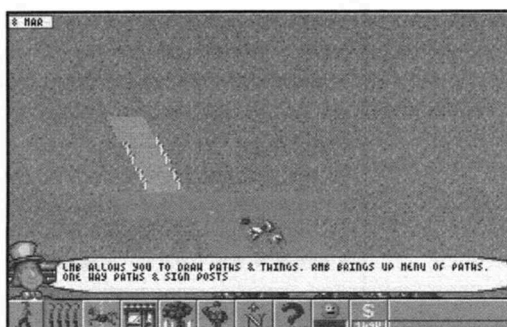 8 MAR
LMB ALLOWS YOU TO DRAW PATHS & THINGS. RMB BRINGS UP MENU OF PATHS,
ONE WAY PATHS & SIGN POSTS
N ?
S